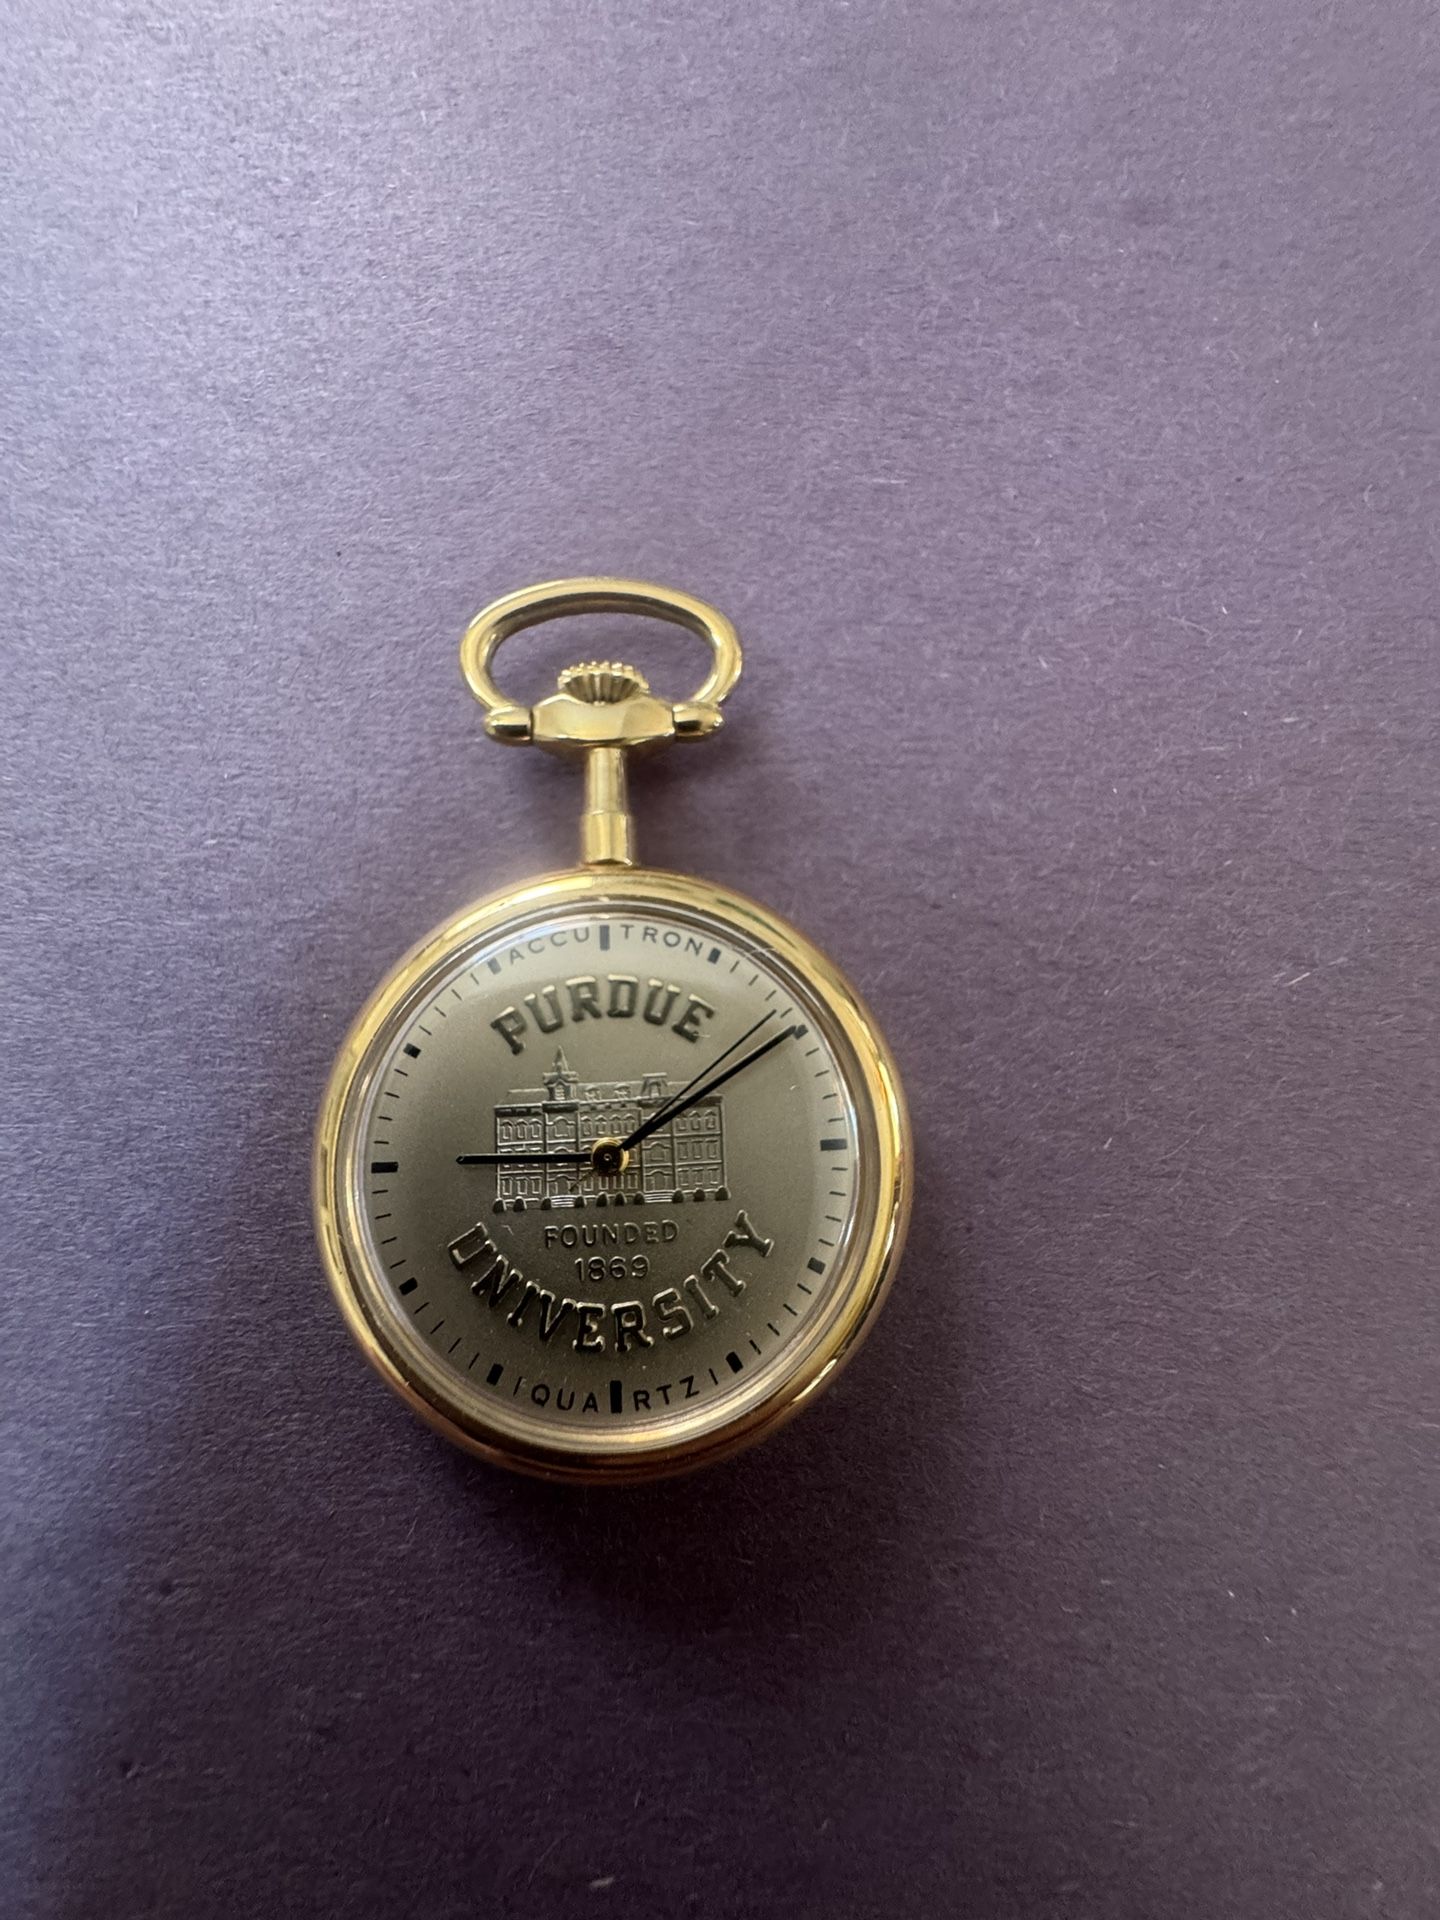 ACCUTRON
PURDUE
FOUNDED
1869
UNIVERSITY
QUARTZ